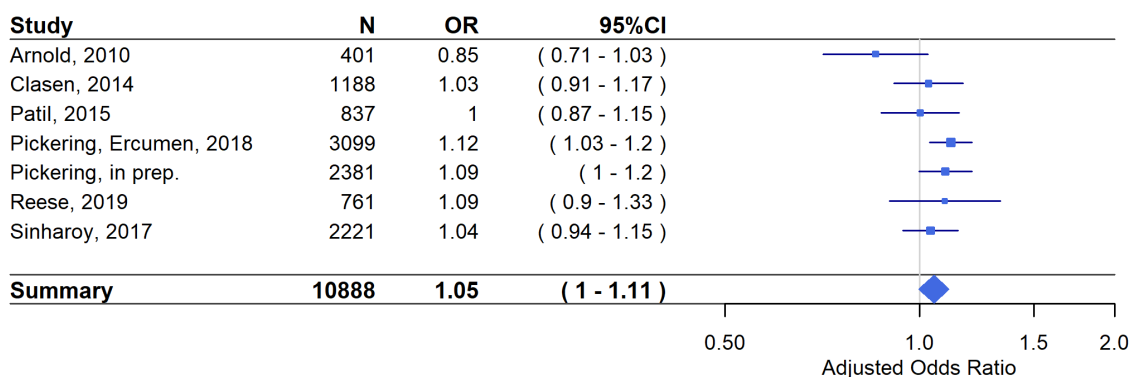 Study N OR 95%CI
Arnold, 2010 401 0.85 ( 0.71 - 1.03 )
Clasen, 2014 1188 1.03 ( 0.91 - 1.17 )
Patil, 2015 837 1 ( 0.87 - 1.15 )
Pickering, Ercumen, 2018 3099 1.12 ( 1.03 - 1.2 )
Pickering, in prep. 2381 1.09 ( 1 - 1.2 )
Reese, 2019 761 1.09 ( 0.9 - 1.33 )
Sinharoy, 2017 2221 1.04 ( 0.94 - 1.15 )
Summary 10888 1.05 ( 1 - 1.11 )
0.50 1.0 1.5 2.0
Adjusted Odds Ratio